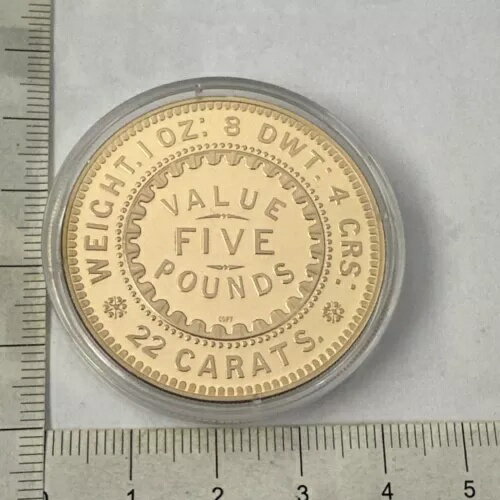 WEIGHT. 1 OZ: 8 DWT: 4 GRS:
VALUE
FIVE
POUNDS
COPY
22 CARATS.
1 2 3 4 5